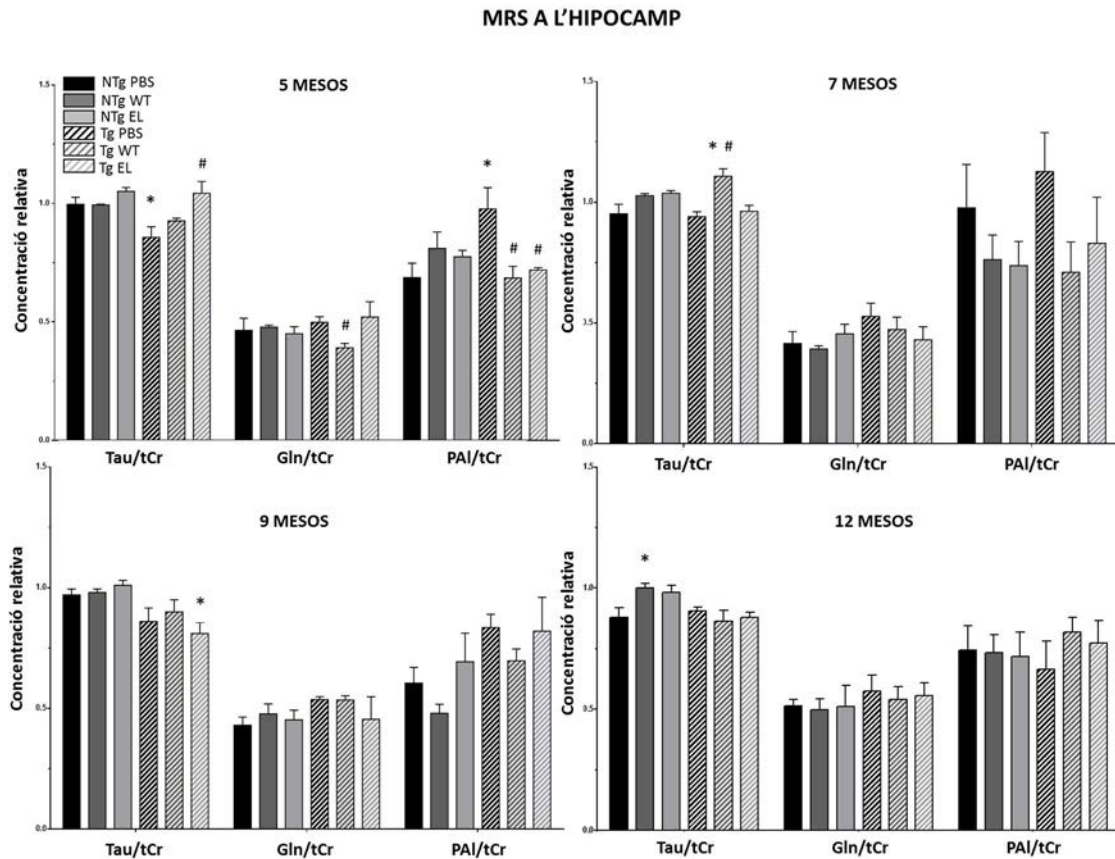 MRS A L’HIPOCAMP
5 MESOS
Concentració relativa
1.5
1.0
0.5
0.0
NTg PBS
NTg WT
NTg EL
Tg PBS
Tg WT
Tg EL
*
#
#
*
#
#
Tau/tCr
Gln/tCr
PAl/tCr
7 MESOS
Concentració relativa
1.5
1.0
0.5
0.0
* #
Tau/tCr
Gln/tCr
PAl/tCr
9 MESOS
Concentració relativa
1.5
1.0
0.5
0.0
*
Tau/tCr
Gln/tCr
PAl/tCr
12 MESOS
Concentració relativa
1.5
1.0
0.5
0.0
*
Tau/tCr
Gln/tCr
PAl/tCr